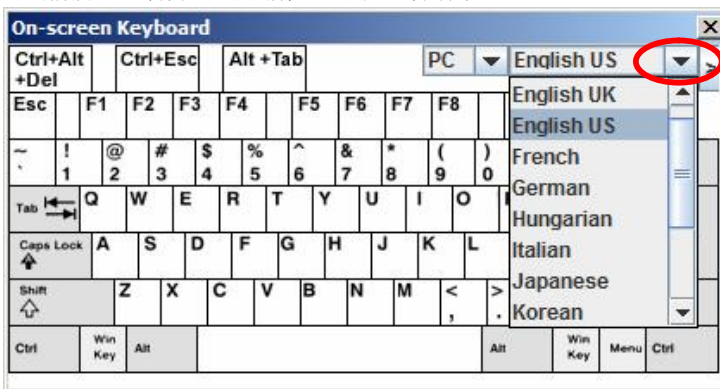 On-screen Keyboard
Ctrl+Alt+Del Ctrl+Esc Alt+Tab PC English US >
Esc F1 F2 F3 F4 F5 F6 F7 F8
~ ! @ # $ % ^ & * ( )
` 1 2 3 4 5 6 7 8 9 0
Tab Q W E R T Y U I O
Caps Lock A S D F G H J K L
Shift Z X C V B N M < >
, .
Ctrl Win Key Alt Alt Win Key Menu Ctrl
English UK
English US
French
German
Hungarian
Italian
Japanese
Korean